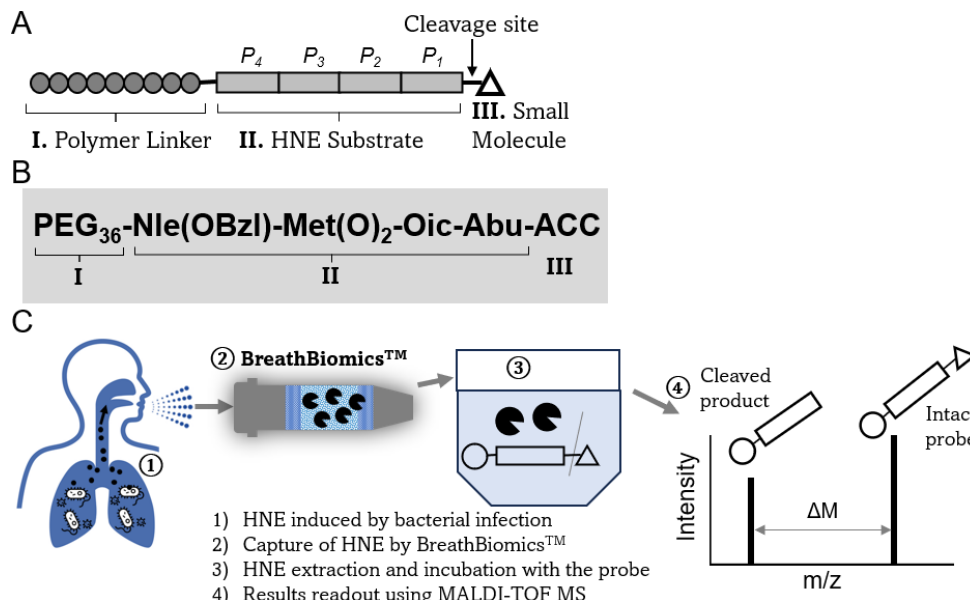 A
Cleavage site
P4 P3 P2 P1
I. Polymer Linker
II. HNE Substrate
III. Small
Molecule
B
PEG36-Nle(OBzl)-Met(O)2-Oic-Abu-ACC
I
II
III
C
① 
② BreathBiomics™
③
④ Cleaved
product
Intac
probe
Intensity
ΔM
m/z
1) HNE induced by bacterial infection
2) Capture of HNE by BreathBiomics™
3) HNE extraction and incubation with the probe
4) Results readout using MALDI-TOF MS